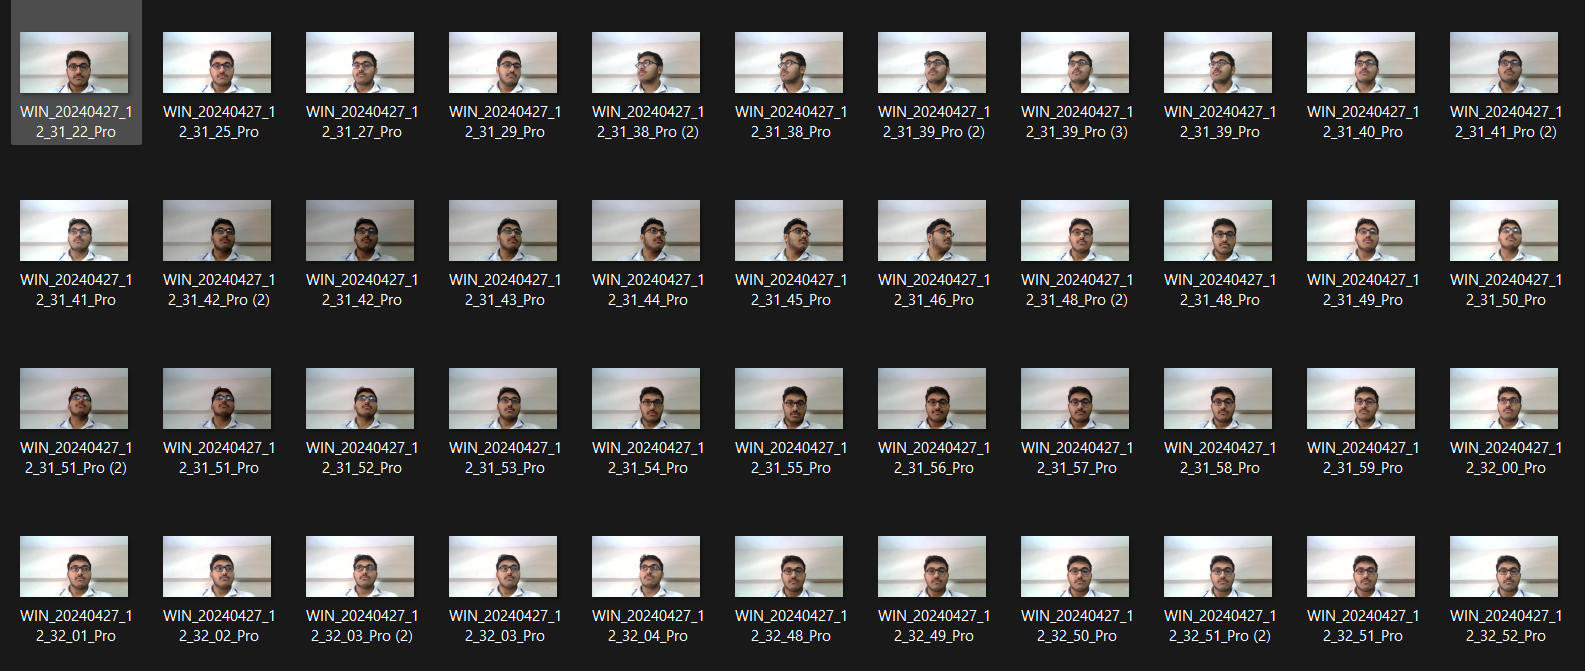 WIN_20240427_1
2_31_22_Pro
WIN_20240427_1
2_31_25_Pro
WIN_20240427_1
2_31_27_Pro
WIN_20240427_1
2_31_29_Pro
WIN_20240427_1
2_31_38_Pro (2)
WIN_20240427_1
2_31_38_Pro
WIN_20240427_1
2_31_39_Pro (2)
WIN_20240427_1
2_31_39_Pro (3)
WIN_20240427_1
2_31_39_Pro
WIN_20240427_1
2_31_40_Pro
WIN_20240427_1
2_31_41_Pro (2)
WIN_20240427_1
2_31_41_Pro
WIN_20240427_1
2_31_42_Pro (2)
WIN_20240427_1
2_31_42_Pro
WIN_20240427_1
2_31_43_Pro
WIN_20240427_1
2_31_44_Pro
WIN_20240427_1
2_31_45_Pro
WIN_20240427_1
2_31_46_Pro
WIN_20240427_1
2_31_48_Pro (2)
WIN_20240427_1
2_31_48_Pro
WIN_20240427_1
2_31_49_Pro
WIN_20240427_1
2_31_50_Pro
WIN_20240427_1
2_31_51_Pro (2)
WIN_20240427_1
2_31_51_Pro
WIN_20240427_1
2_31_52_Pro
WIN_20240427_1
2_31_53_Pro
WIN_20240427_1
2_31_54_Pro
WIN_20240427_1
2_31_55_Pro
WIN_20240427_1
2_31_56_Pro
WIN_20240427_1
2_31_57_Pro
WIN_20240427_1
2_31_58_Pro
WIN_20240427_1
2_31_59_Pro
WIN_20240427_1
2_32_00_Pro
WIN_20240427_1
2_32_01_Pro
WIN_20240427_1
2_32_02_Pro
WIN_20240427_1
2_32_03_Pro (2)
WIN_20240427_1
2_32_03_Pro
WIN_20240427_1
2_32_04_Pro
WIN_20240427_1
2_32_48_Pro
WIN_20240427_1
2_32_49_Pro
WIN_20240427_1
2_32_50_Pro
WIN_20240427_1
2_32_51_Pro (2)
WIN_20240427_1
2_32_51_Pro
WIN_20240427_1
2_32_52_Pro